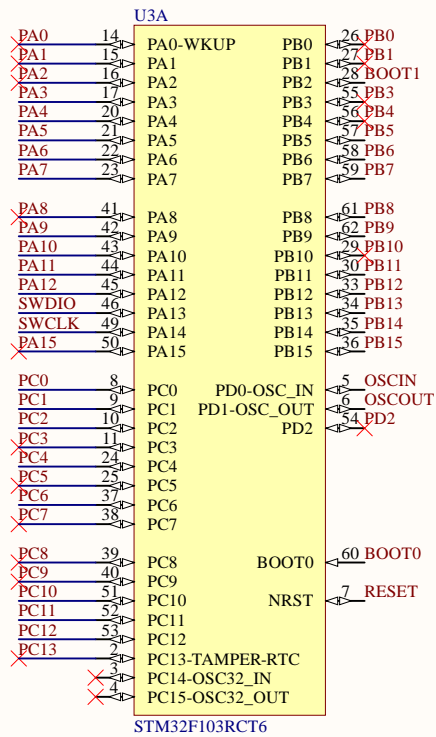 U3A
PA0 14 PA0-WKUP PB0 26 PB0
PA1 15 PA1 PB1 27 PB1
PA2 16 PA2 PB2 28 BOOT1
PA3 17 PA3 PB3 55 PB3
PA4 20 PA4 PB4 56 PB4
PA5 21 PA5 PB5 57 PB5
PA6 22 PA6 PB6 58 PB6
PA7 23 PA7 PB7 59 PB7
PA8 41 PA8 PB8 61 PB8
PA9 42 PA9 PB9 62 PB9
PA10 43 PA10 PB10 29 PB10
PA11 44 PA11 PB11 30 PB11
PA12 45 PA12 PB12 33 PB12
SWDIO 46 PA13 PB13 34 PB13
SWCLK 49 PA14 PB14 35 PB14
PA15 50 PA15 PB15 36 PB15
PC0 8 PC0 PD0-OSC_IN 5 OSCIN
PC1 9 PC1 PD1-OSC_OUT 6 OSCOUT
PC2 10 PC2 PD2 54 PD2
PC3 11 PC3
PC4 24 PC4
PC5 25 PC5
PC6 37 PC6
PC7 38 PC7
PC8 39 PC8 BOOT0 60 BOOT0
PC9 40 PC9
PC10 51 PC10 NRST 7 RESET
PC11 52 PC11
PC12 53 PC12
PC13 2 PC13-TAMPER-RTC
3 PC14-OSC32_IN
4 PC15-OSC32_OUT
STM32F103RCT6